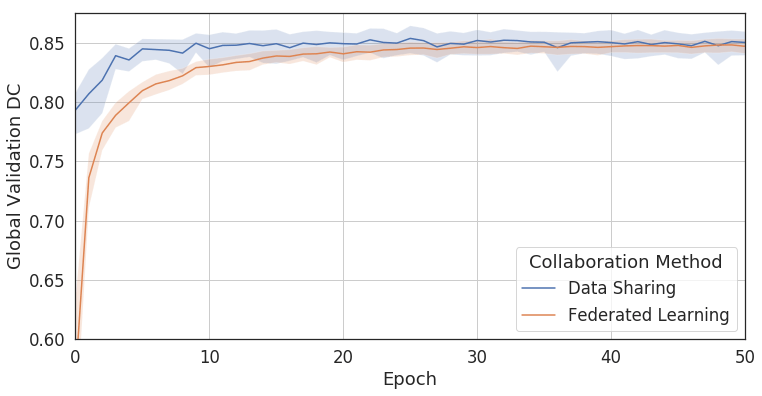 Global Validation DC
0.85
0.80
0.75
0.70
0.65
0.60
0
10
20
30
40
50
Epoch
Collaboration Method
Data Sharing
Federated Learning